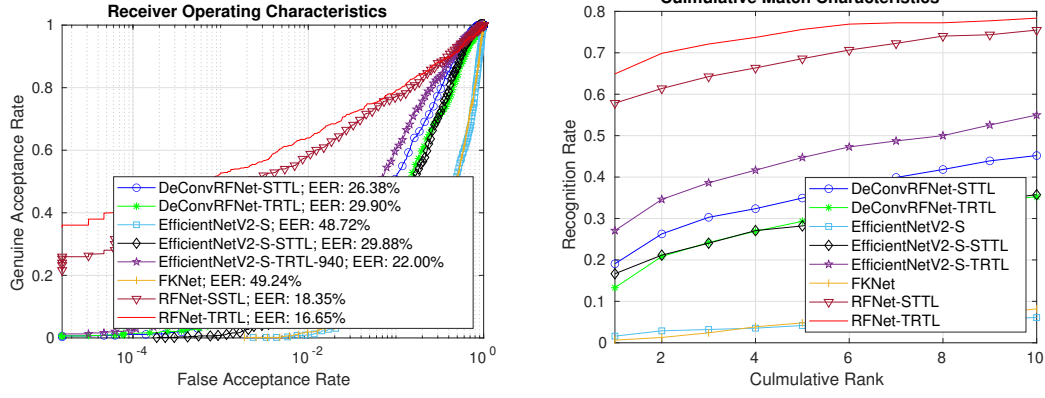 Receiver Operating Characteristics
1
0.8
0.6
0.4
0.2
0
Genuine Acceptance Rate
DeConvRFNet-STTL; EER: 26.38%
DeConvRFNet-TRTL; EER: 29.90%
EfficientNetV2-S; EER: 48.72%
EfficientNetV2-S-STTL; EER: 29.88%
EfficientNetV2-S-TRTL-940; EER: 22.00%
FKNet; EER: 49.24%
RFNet-SSTL; EER: 18.35%
RFNet-TRTL; EER: 16.65%
10-4 10-2 100
False Acceptance Rate
Culmulative Match Characteristics
0.8
0.7
0.6
0.5
0.4
0.3
0.2
0.1
0
Recognition Rate
DeConvRFNet-STTL
DeConvRFNet-TRTL
EfficientNetV2-S
EfficientNetV2-S-STTL
EfficientNetV2-S-TRTL
FKNet
RFNet-STTL
RFNet-TRTL
2 4 6 8 10
Culmulative Rank